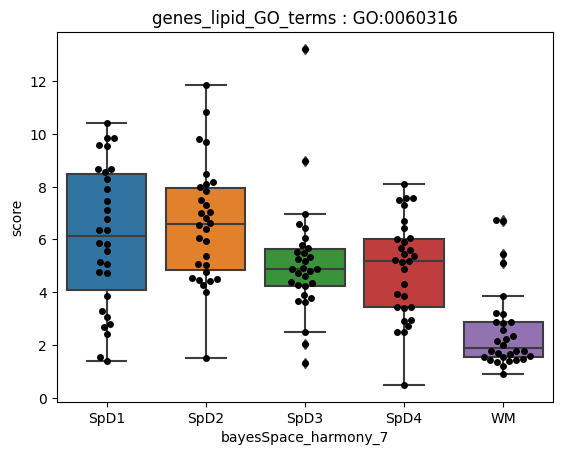 genes_lipid_GO_terms : GO:0060316
12
10
8
6
4
2
0
score
SpD1 SpD2 SpD3 SpD4 WM
bayesSpace_harmony_7